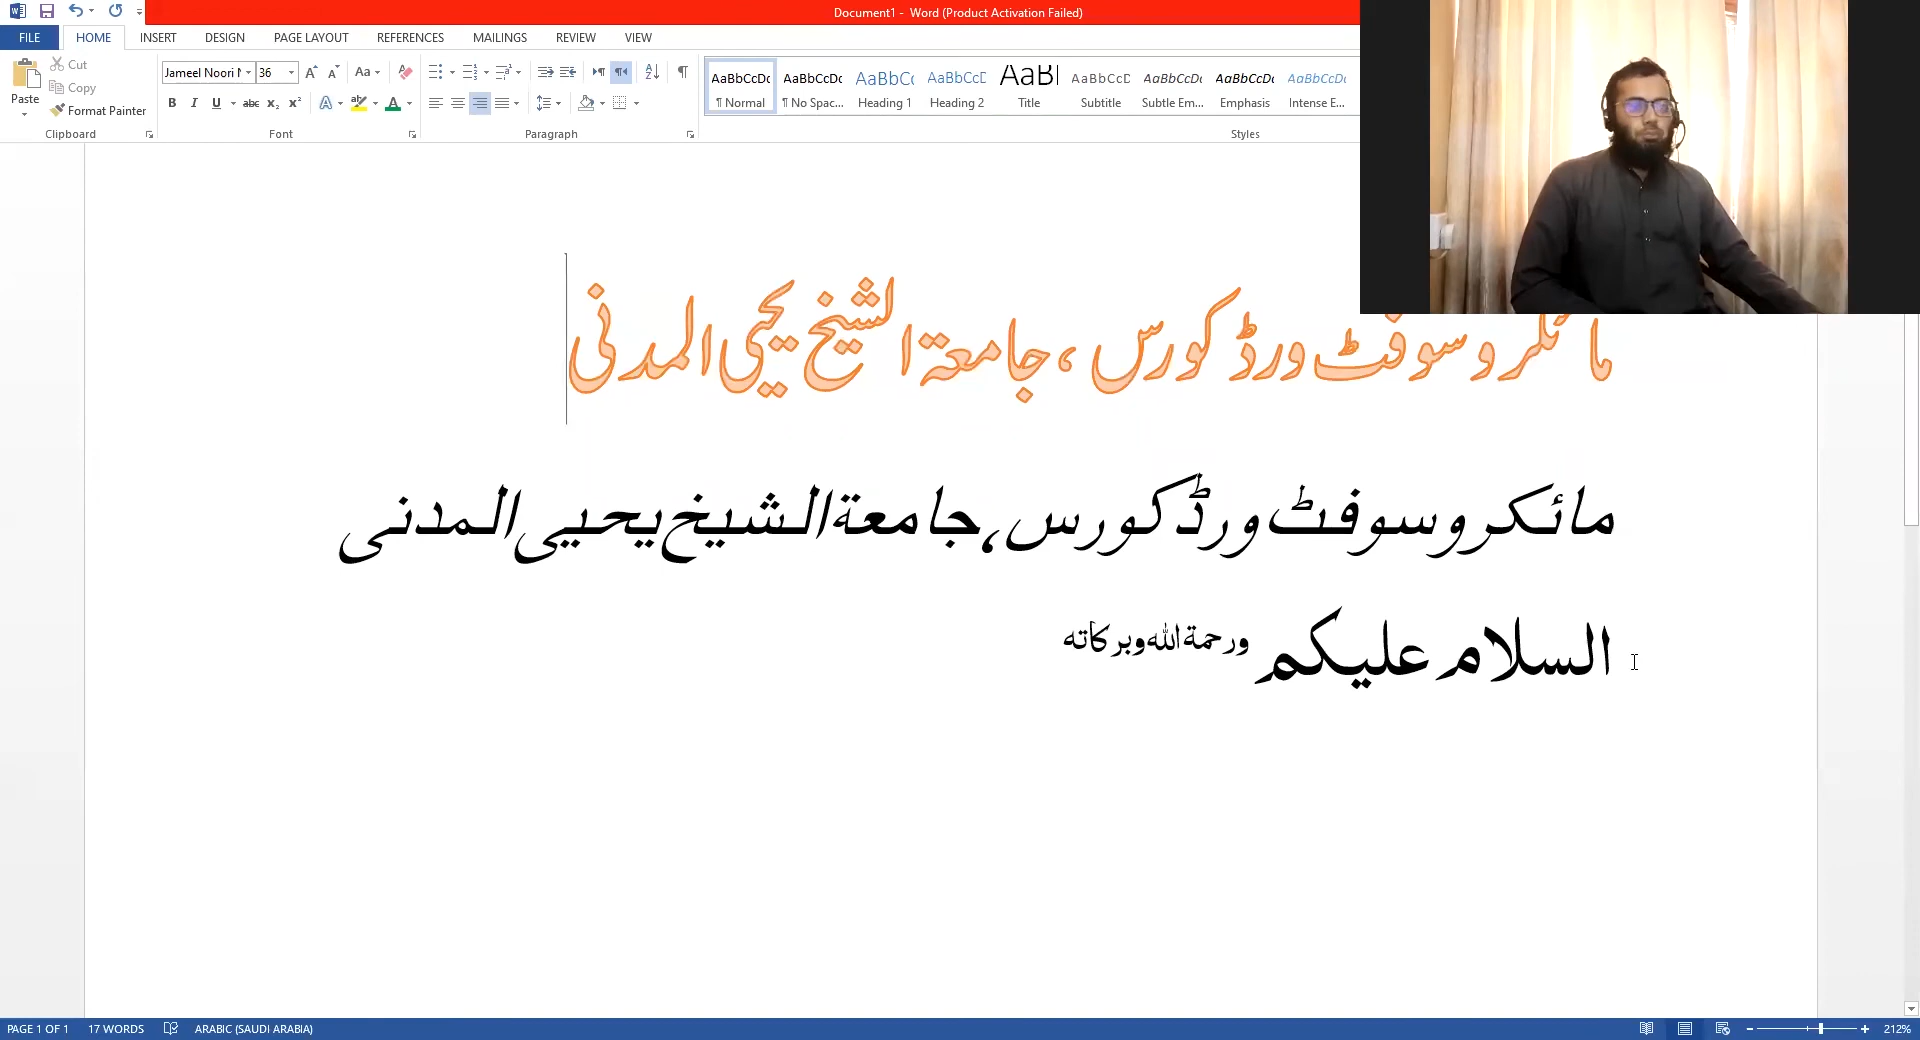 Document1 - Word (Product Activation Failed)
FILE HOME INSERT DESIGN PAGE LAYOUT REFERENCES MAILINGS REVIEW VIEW
Paste
Cut
Copy
Format Painter
Clipboard
Jameel Noori N 36
Font
Paragraph
AaBbCcDc AaBbCcDc AaBbCc AaBbCcD AaBl AaBbCcD AaBbCcDc AaBbCcDc AaBbCcDc
¶ Normal ¶ No Spac... Heading 1 Heading 2 Title Subtitle Subtle Em... Emphasis Intense E...
Styles
مائکروسوفٹ ورڈ کورس ، جامعۃ الشیخ یحیی المدنی
مائکروسوفٹ ورڈ کورس، جامعۃ الشیخ یحیی المدنی
السلام علیکم ورحمۃ اللہ وبرکاتہ
PAGE 1 OF 1 17 WORDS ARABIC (SAUDI ARABIA) 212%